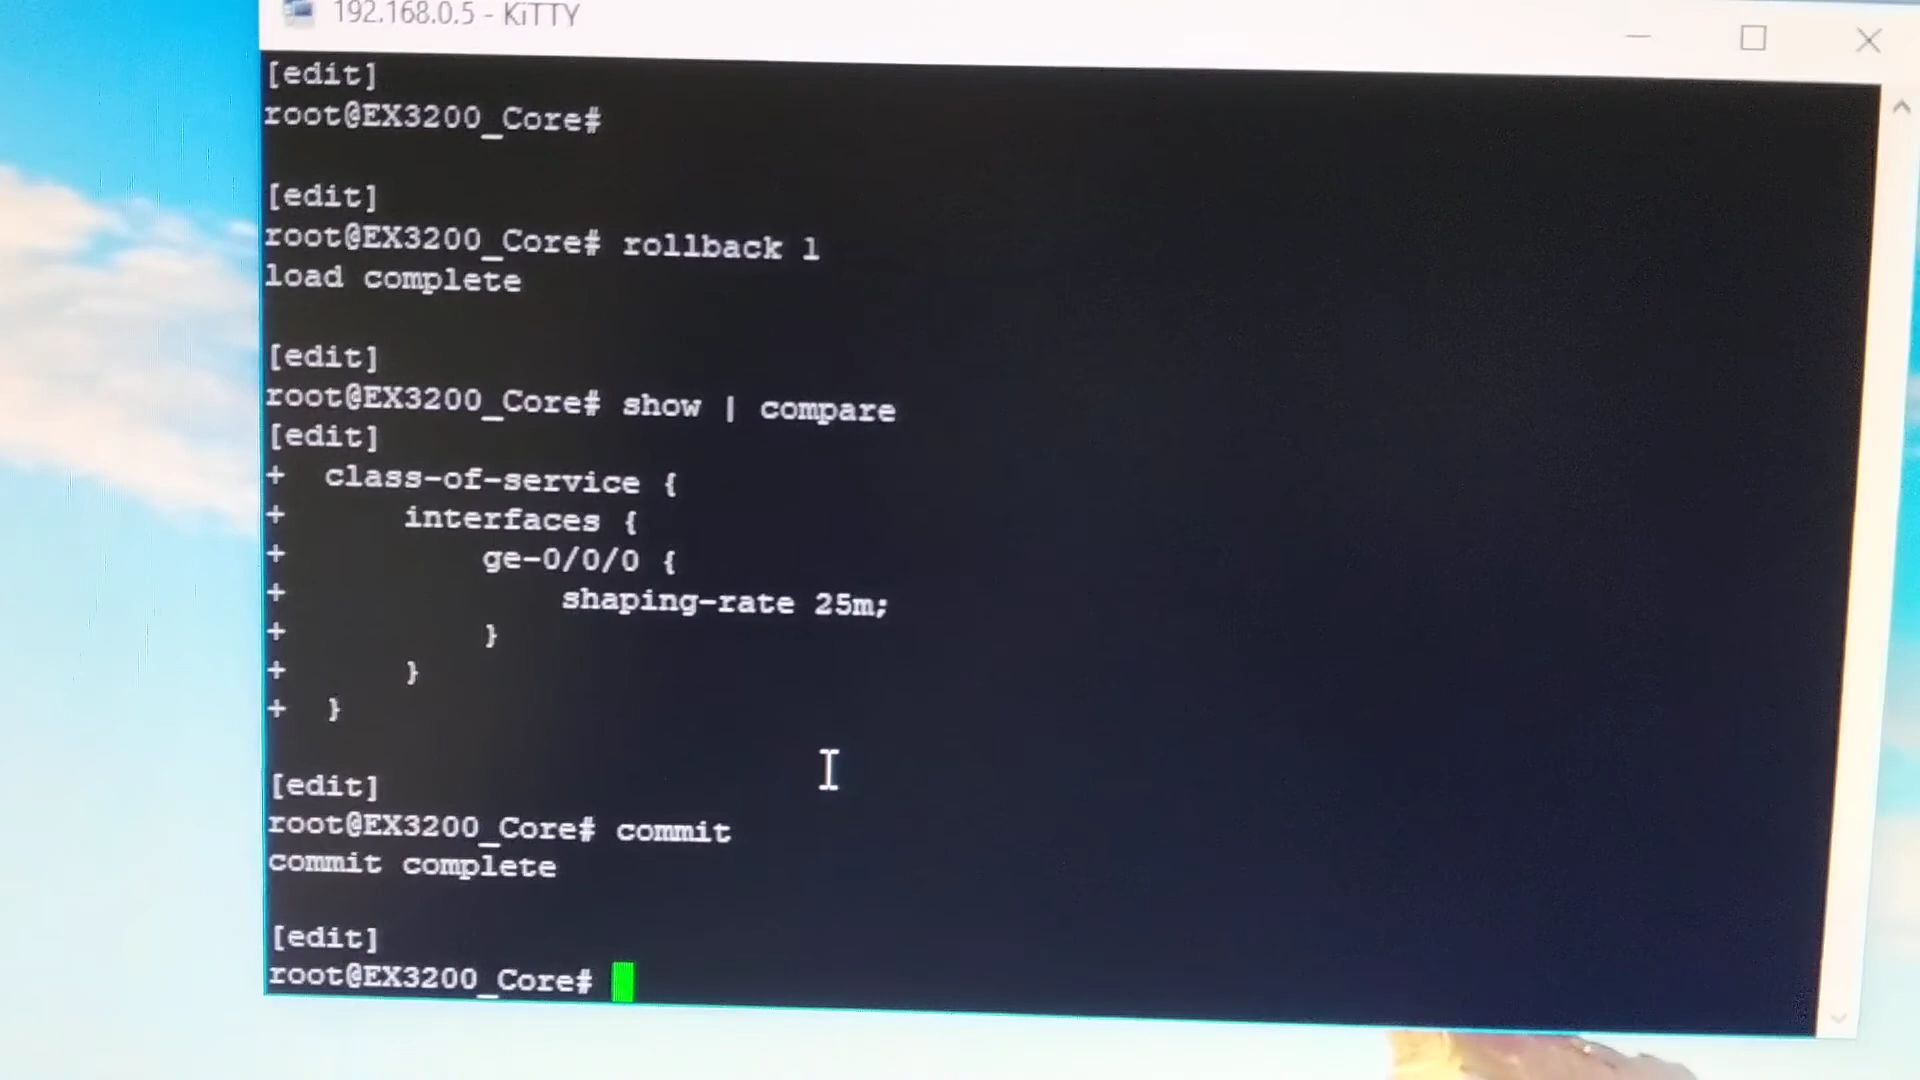 192.168.0.5 - KiTTY
[edit]
root@EX3200_Core#
[edit]
root@EX3200_Core# rollback 1
load complete
[edit]
root@EX3200_Core# show | compare
[edit]
+ class-of-service {
+ interfaces {
+ ge-0/0/0 {
+ shaping-rate 25m;
+ }
+ }
+ }
[edit]
root@EX3200_Core# commit
commit complete
[edit]
root@EX3200_Core#